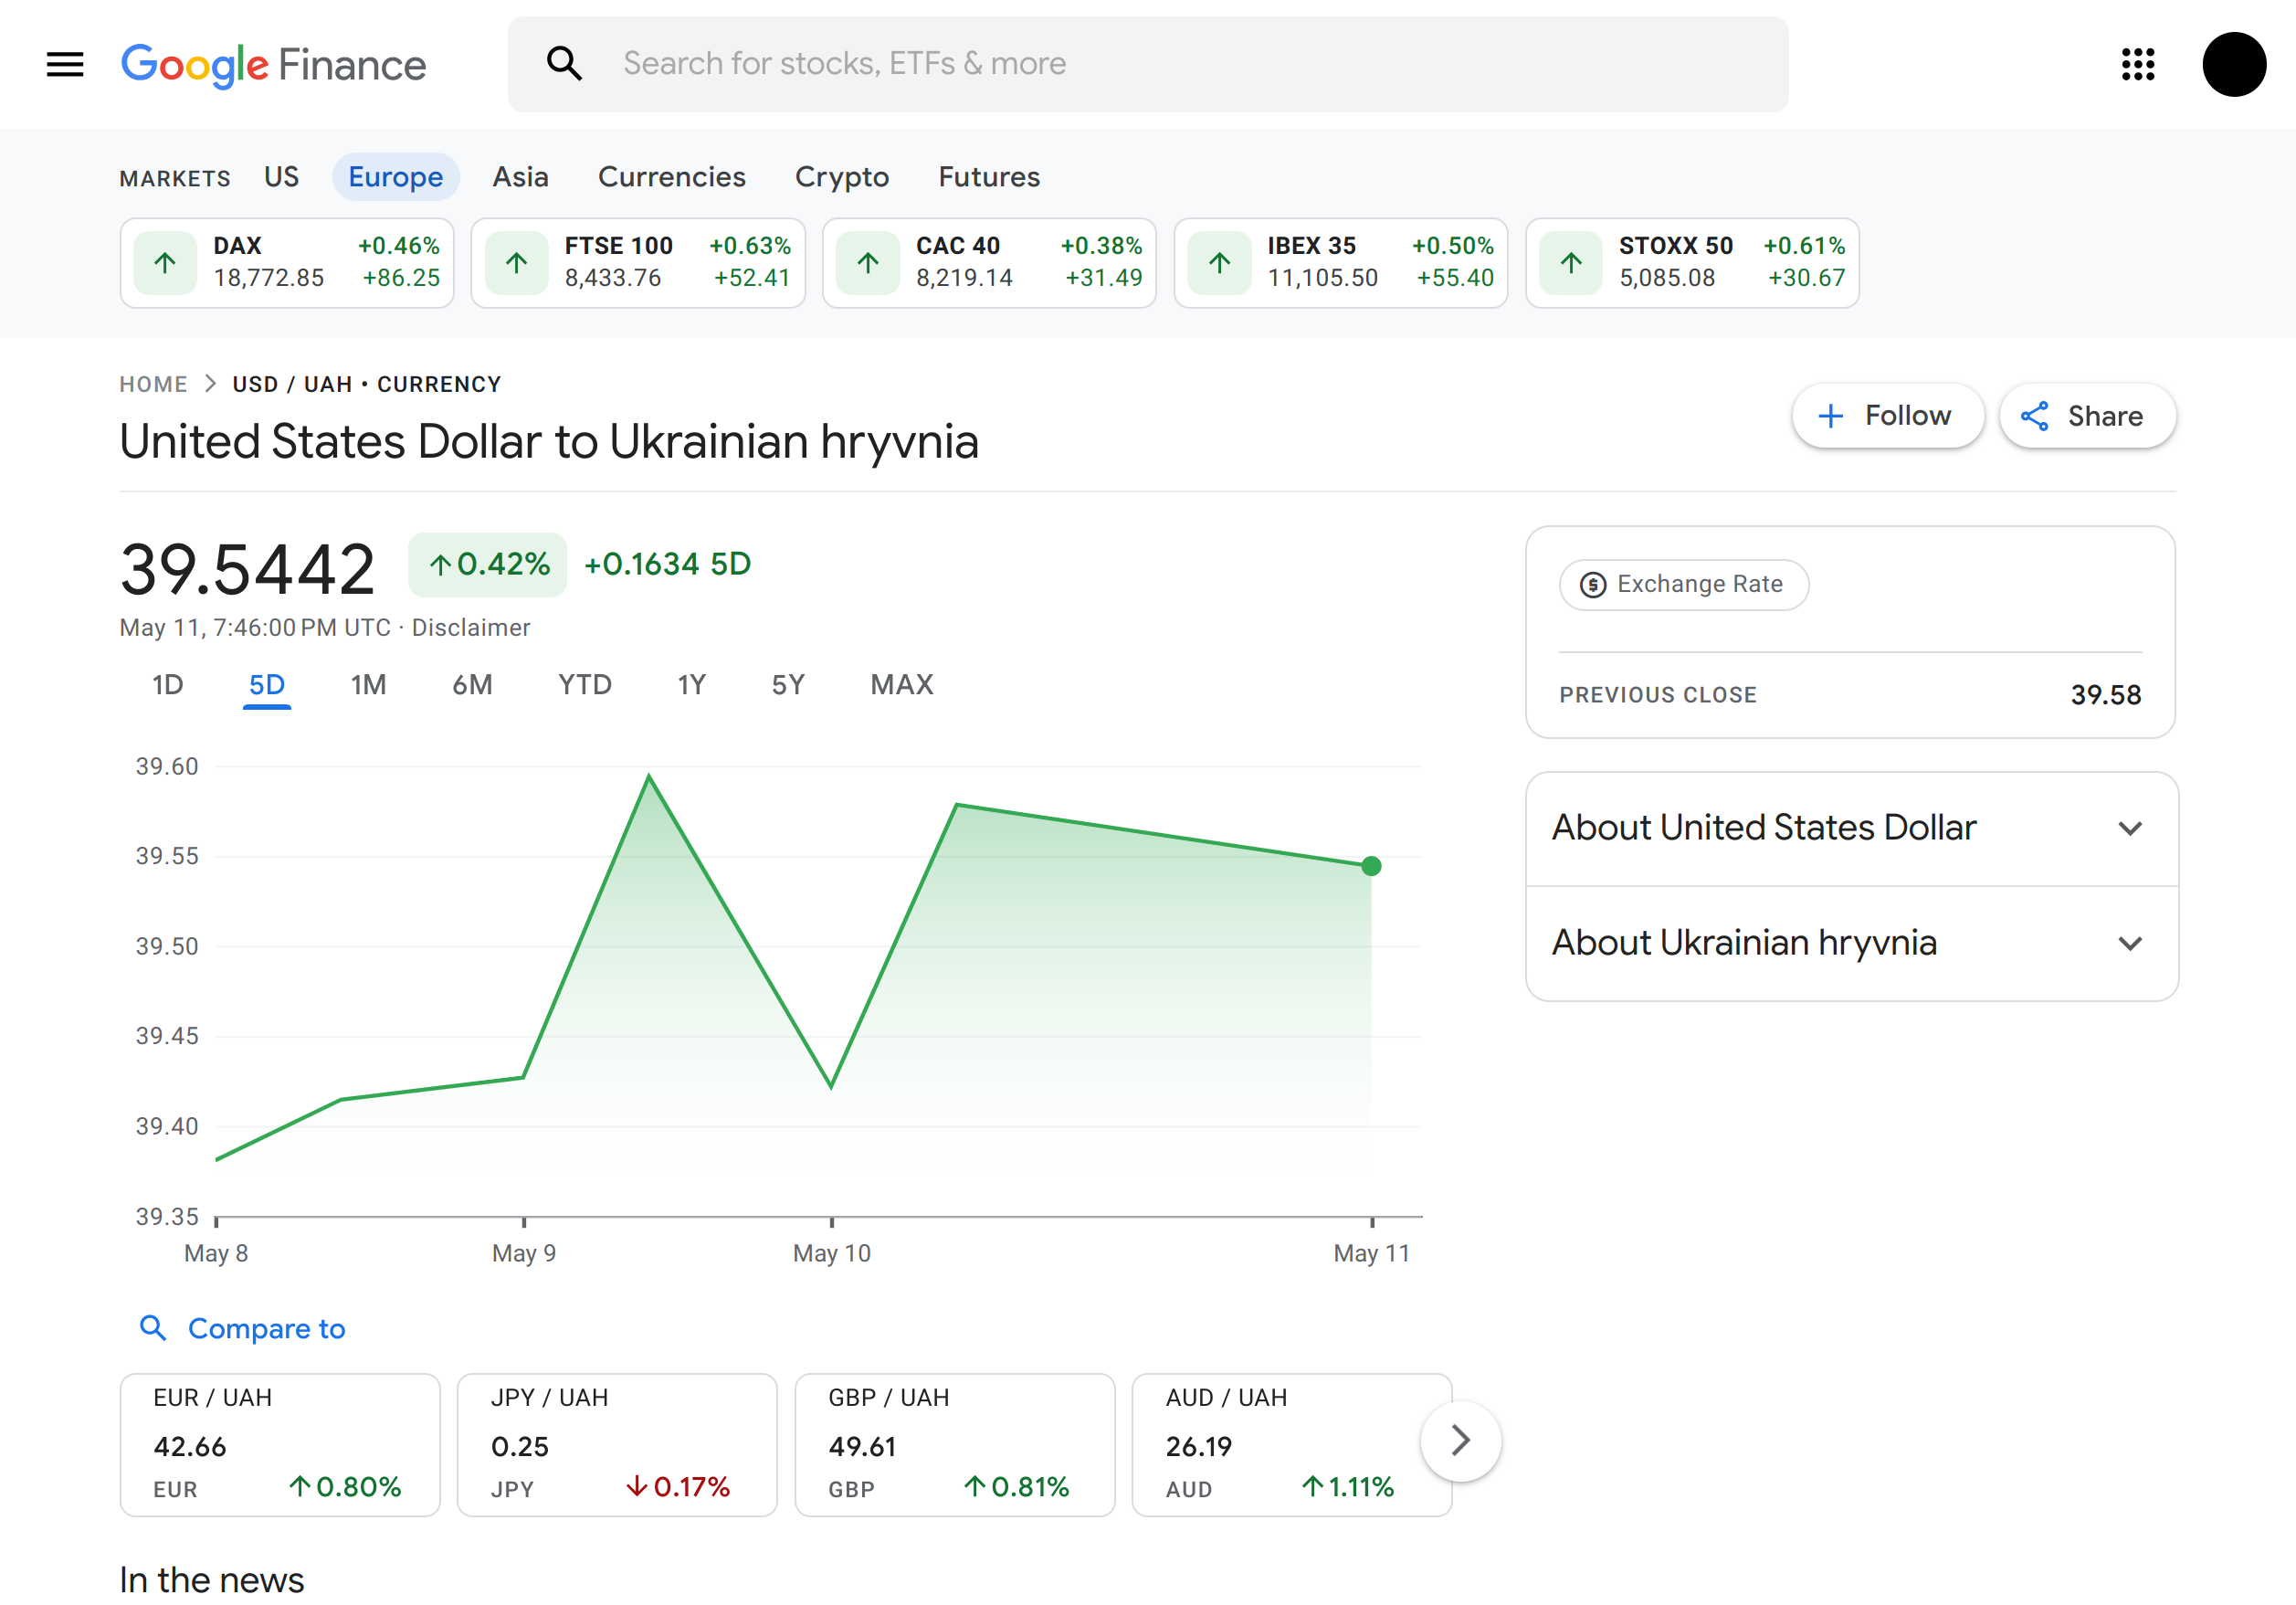 Google Finance
Search for stocks, ETFs & more
MARKETS US Europe Asia Currencies Crypto Futures
DAX +0.46%
18,772.85 +86.25
FTSE 100 +0.63%
8,433.76 +52.41
CAC 40 +0.38%
8,219.14 +31.49
IBEX 35 +0.50%
11,105.50 +55.40
STOXX 50 +0.61%
5,085.08 +30.67
HOME USD / UAH • CURRENCY
United States Dollar to Ukrainian hryvnia
Follow Share
39.5442 0.42% +0.1634 5D
May 11, 7:46:00 PM UTC · Disclaimer
1D 5D 1M 6M YTD 1Y 5Y MAX
39.60
39.55
39.50
39.45
39.40
39.35
May 8 May 9 May 10 May 11
Exchange Rate
PREVIOUS CLOSE 39.58
About United States Dollar
About Ukrainian hryvnia
Compare to
EUR / UAH
42.66
EUR 0.80%
JPY / UAH
0.25
JPY 0.17%
GBP / UAH
49.61
GBP 0.81%
AUD / UAH
26.19
AUD 1.11%
In the news